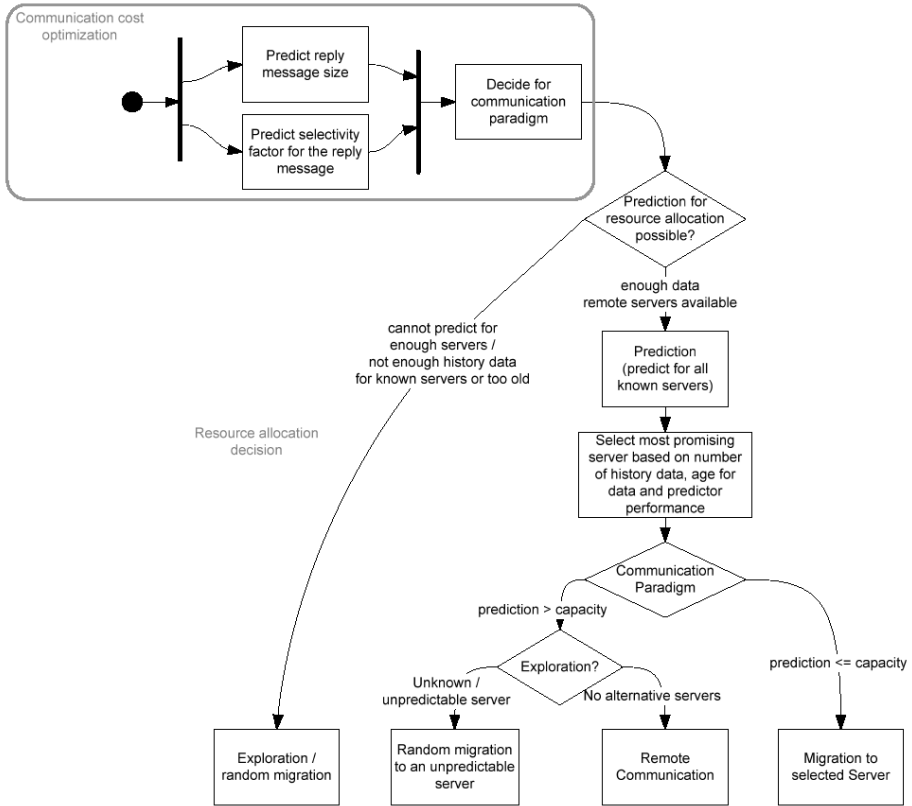 Communication cost
optimization
Predict reply
message size
Predict selectivity
factor for the reply
message
Decide for
communication
paradigm
Prediction for
resource allocation
possible?
enough data
remote servers available
cannot predict for
enough servers /
not enough history data
for known servers or too old
Prediction
(predict for all
known servers)
Resource allocation
decision
Select most promising
server based on number
of history data, age for
data and predictor
performance
Communication
Paradigm
prediction > capacity
prediction <= capacity
Exploration?
Unknown /
unpredictable server
No alternative servers
Exploration /
random migration
Random migration
to an unpredictable
server
Remote
Communication
Migration to
selected Server